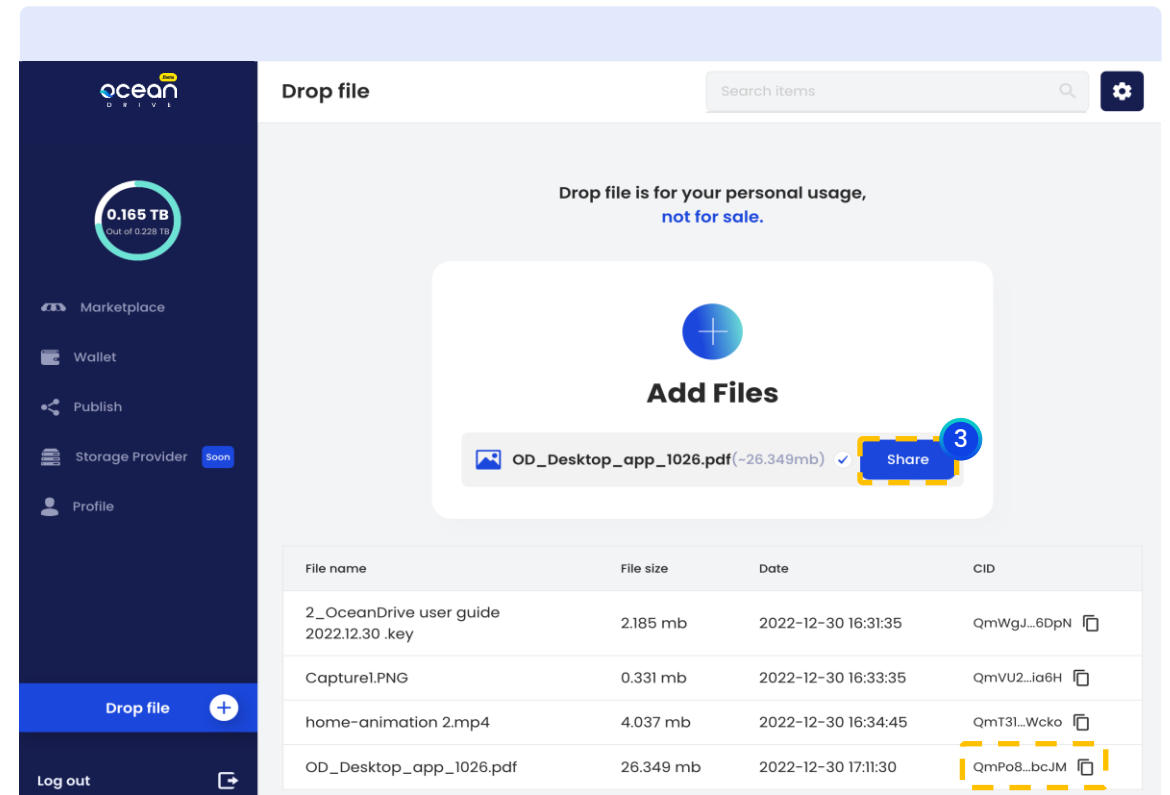 Beta
ocean
DRIVE
Drop file
Search items
0.165 TB
Out of 0.228 TB
Marketplace
Wallet
Publish
Storage Provider Soon
Profile
Drop file
Log out
Drop file is for your personal usage,
not for sale.
Add Files
OD_Desktop_app_1026.pdf(~26.349mb) Share
3
File name File size Date CID
2_OceanDrive user guide
2022.12.30 .key 2.185 mb 2022-12-30 16:31:35 QmWgJ...6DpN
Capture1.PNG 0.331 mb 2022-12-30 16:33:35 QmVU2...ia6H
home-animation 2.mp4 4.037 mb 2022-12-30 16:34:45 QmT31...Wcko
OD_Desktop_app_1026.pdf 26.349 mb 2022-12-30 17:11:30 QmPo8...bcJM